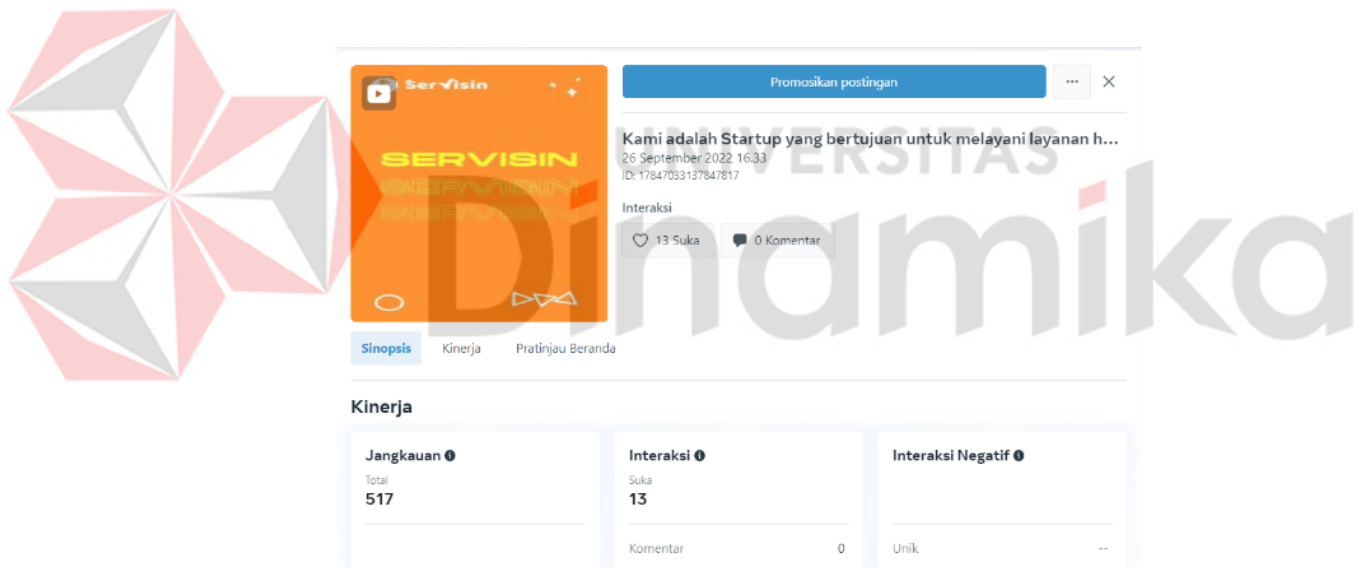 Servisin
SERVISIN
SERVISIN
SERVISIN
Promosikan postingan
Kami adalah Startup yang bertujuan untuk melayani layanan h...
26 September 2022 16.33
ID: 17847033137847817
Interaksi
13 Suka 0 Komentar
UNIVERSITAS
Dinamika
Sinopsis Kinerja Pratinjau Beranda
Kinerja
Jangkauan
Total
517
Interaksi
Suka
13
Komentar 0
Interaksi Negatif
Unik --